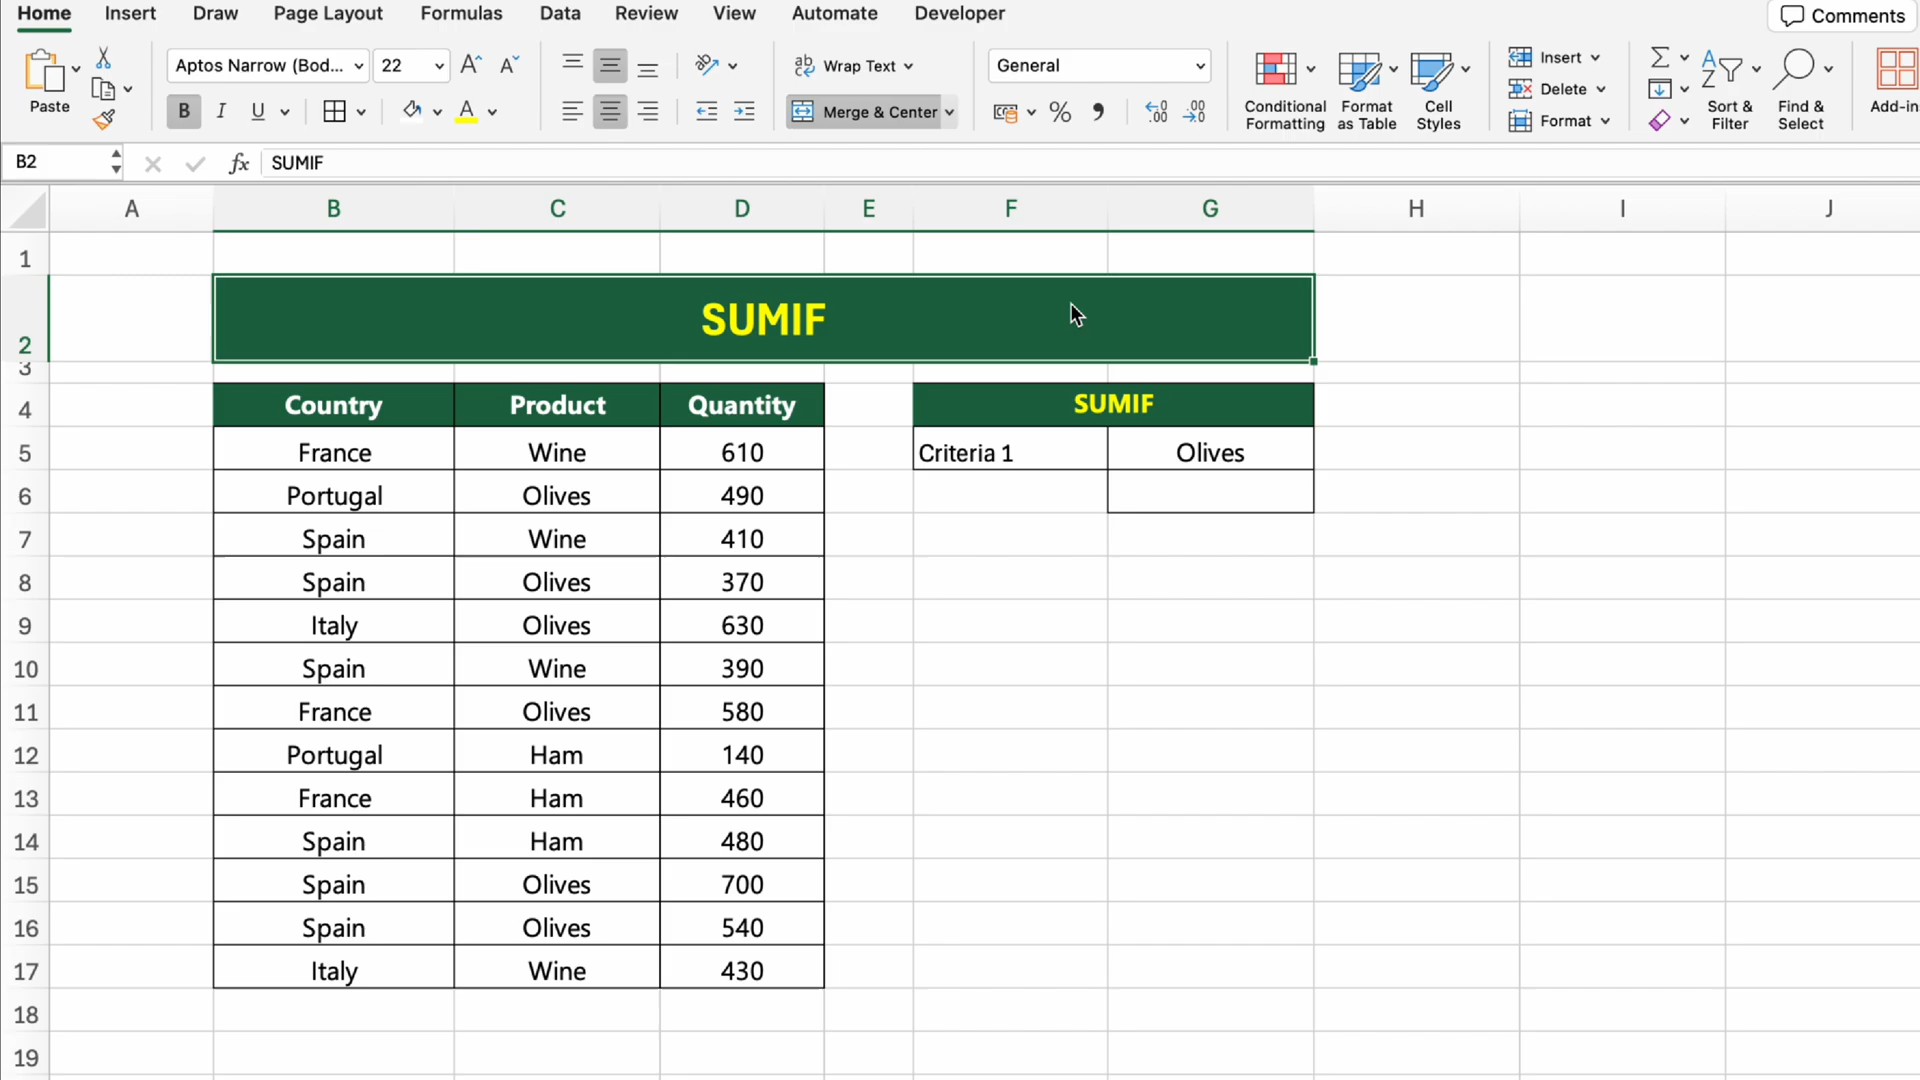 Home Insert Draw Page Layout Formulas Data Review View Automate Developer Comments
Paste Aptos Narrow (Bod... 22 A^ A˅ Wrap Text General Insert
B I U A Merge & Center % Delete
Conditional Formatting Format as Table Cell Styles Format Sort & Filter Find & Select Add-in
B2 fx SUMIF
A B C D E F G H I J
1
2 SUMIF
3
4 Country Product Quantity SUMIF
5 France Wine 610 Criteria 1 Olives
6 Portugal Olives 490
7 Spain Wine 410
8 Spain Olives 370
9 Italy Olives 630
10 Spain Wine 390
11 France Olives 580
12 Portugal Ham 140
13 France Ham 460
14 Spain Ham 480
15 Spain Olives 700
16 Spain Olives 540
17 Italy Wine 430
18
19